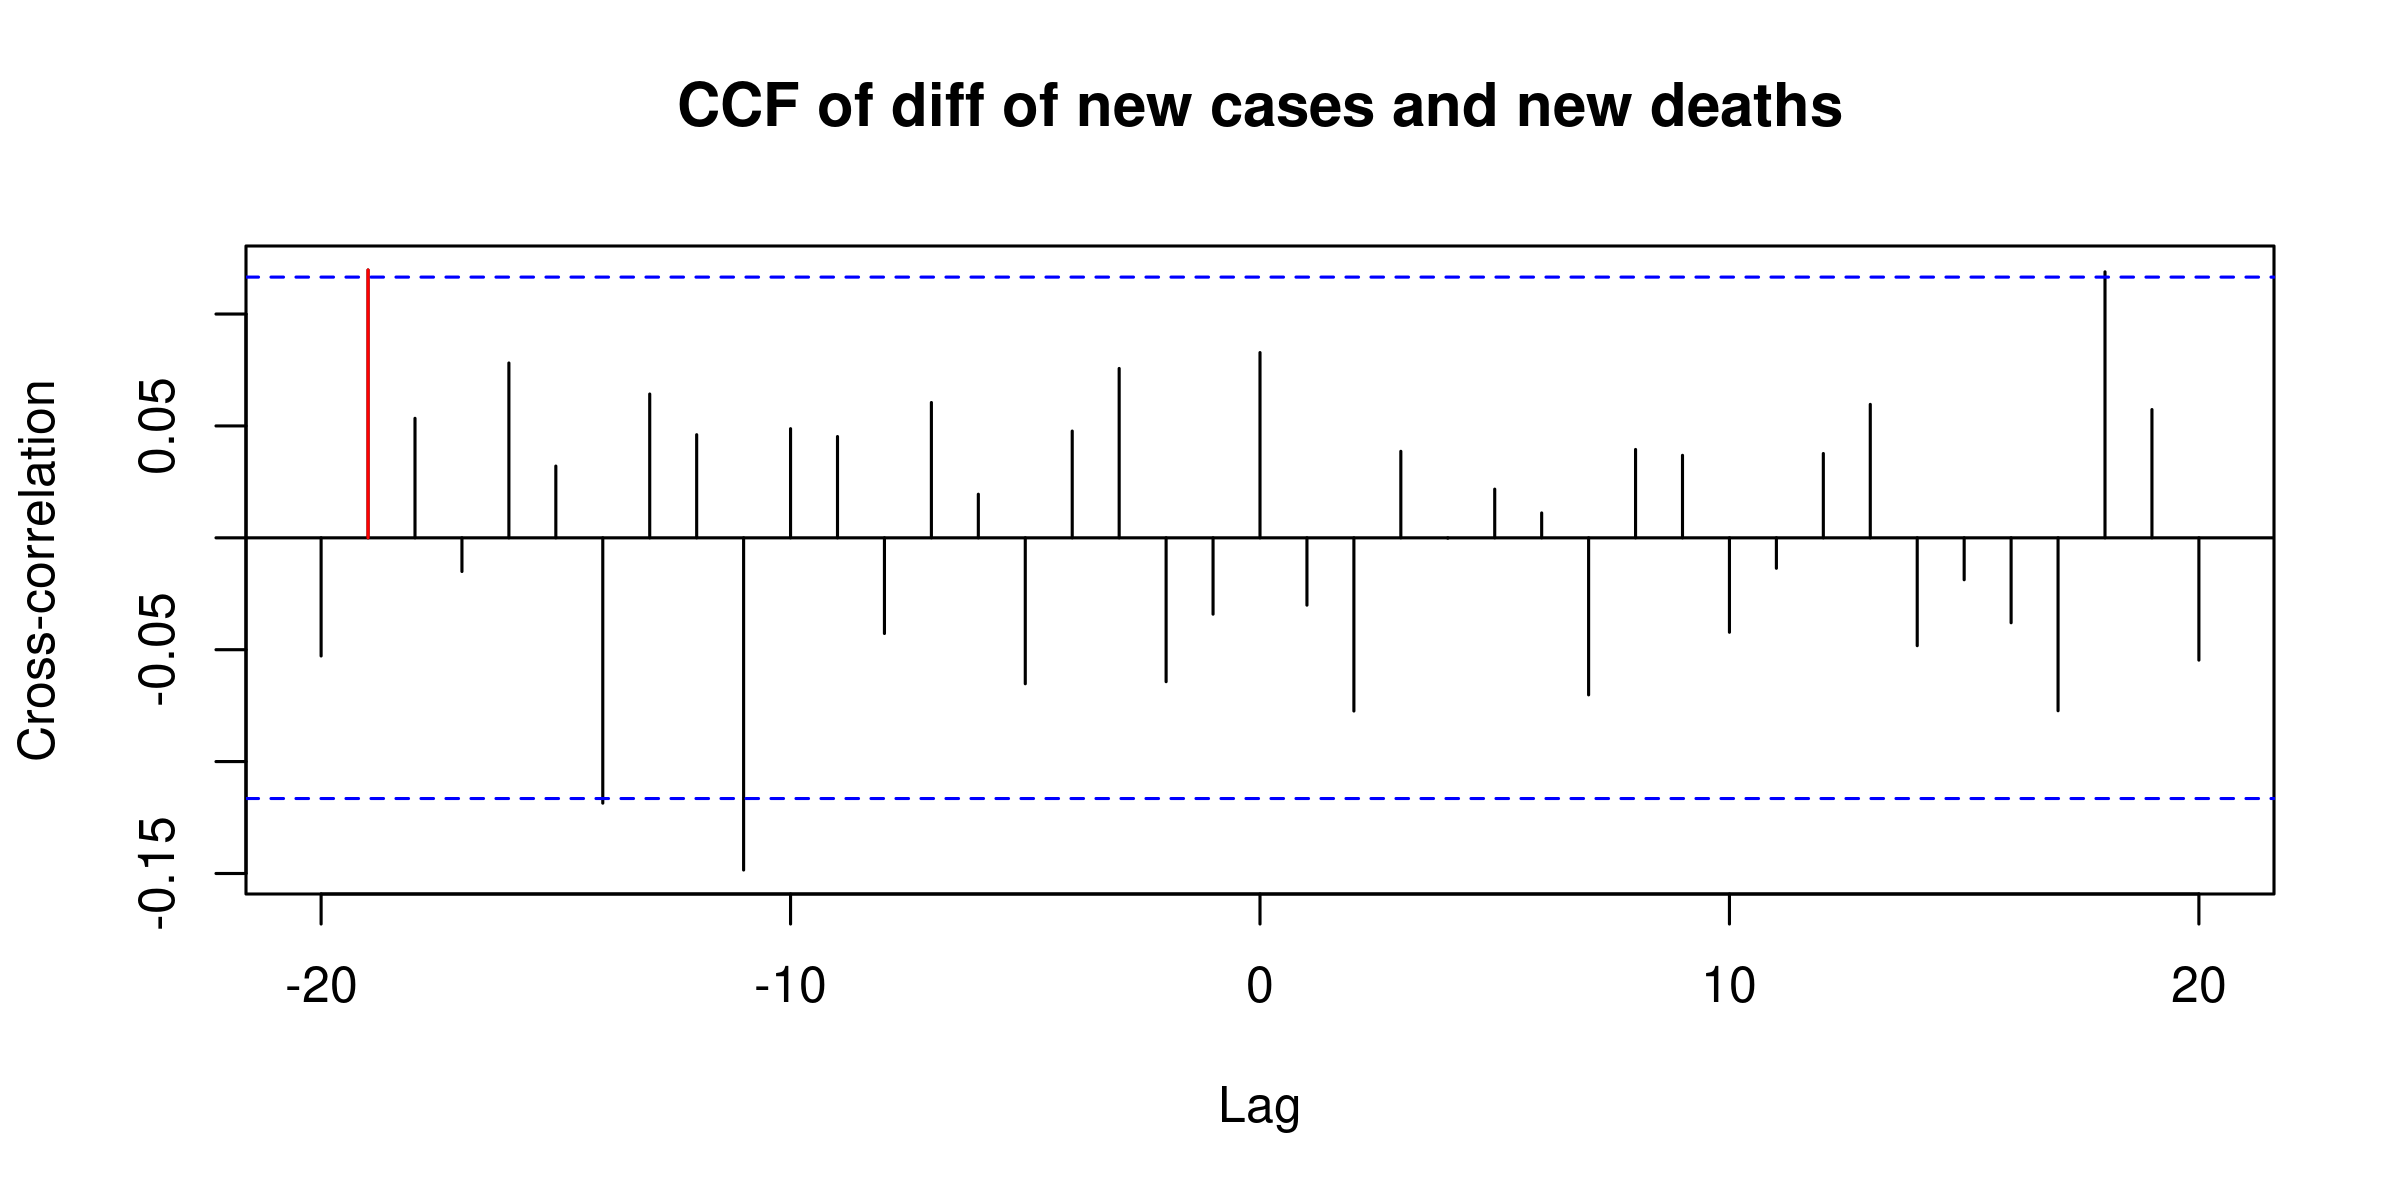 CCF of diff of new cases and new deaths
Cross-correlation
0.05
-0.05
-0.15
-20
-10
0
10
20
Lag